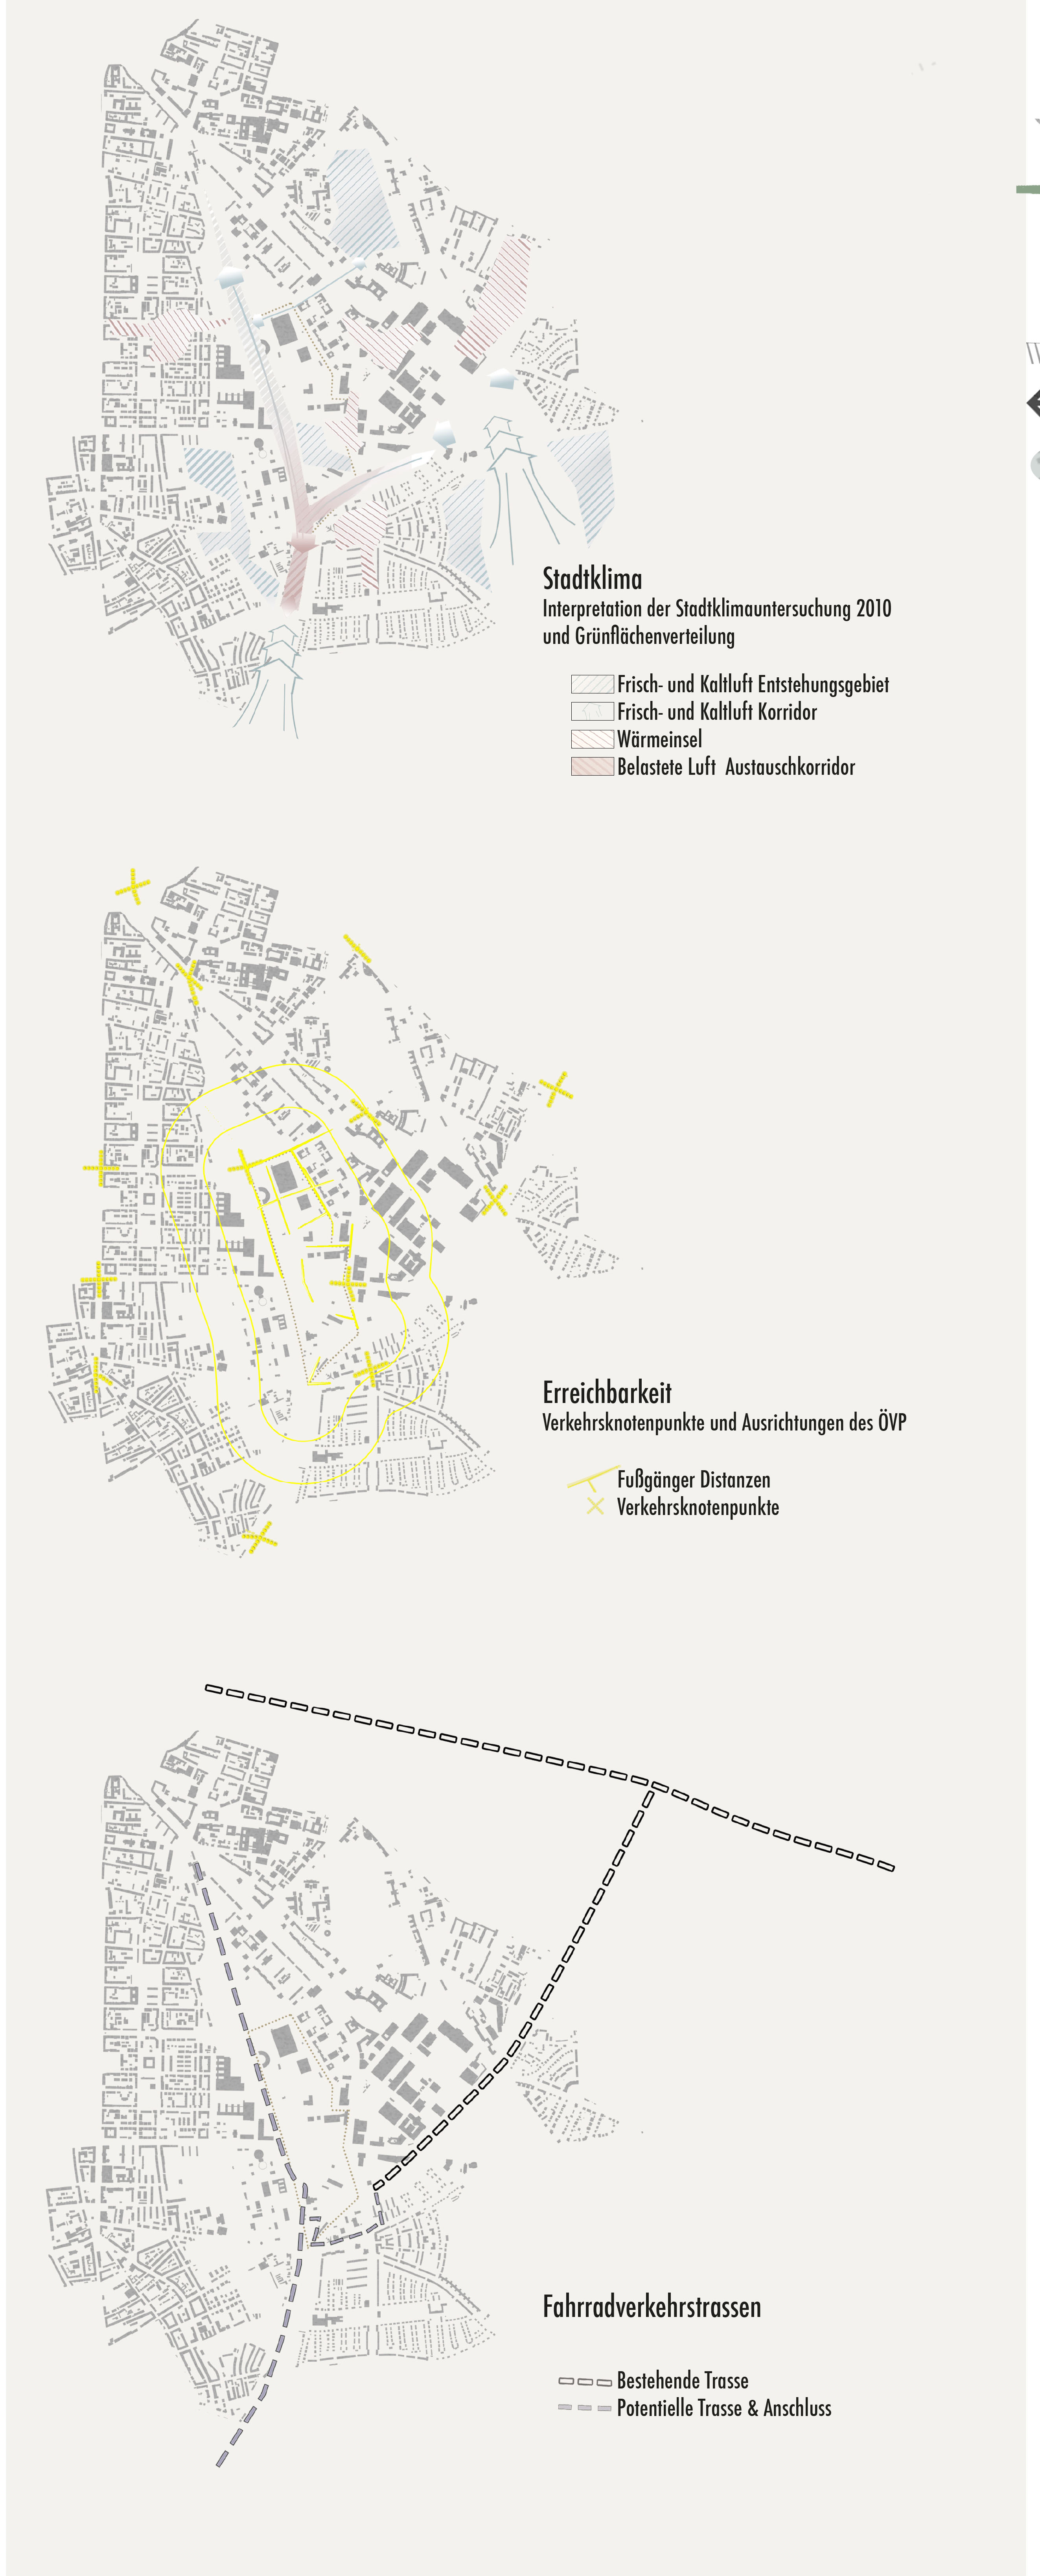 Stadtklima
Interpretation der Stadtklimauntersuchung 2010
und Grünflächenverteilung
Frisch- und Kaltluft Entstehungsgebiet
Frisch- und Kaltluft Korridor
Wärmeinsel
Belastete Luft Austauschkorridor
Erreichbarkeit
Verkehrsknotenpunkte und Ausrichtungen des ÖVP
Fußgänger Distanzen
Verkehrsknotenpunkte
Fahrradverkehrstrassen
Bestehende Trasse
Potentielle Trasse & Anschluss